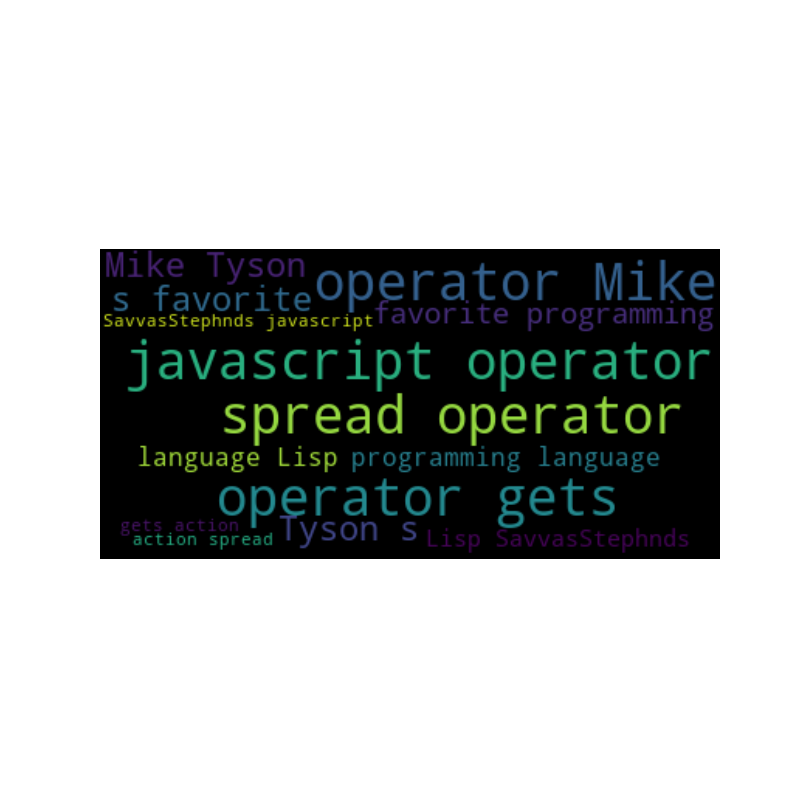 Mike Tyson
operator Mike
s favorite
favorite programming
SavvasStephnds javascript
javascript operator
spread operator
language Lisp
programming language
operator gets
gets action
Tyson s
action spread
Lisp SavvasStephnds